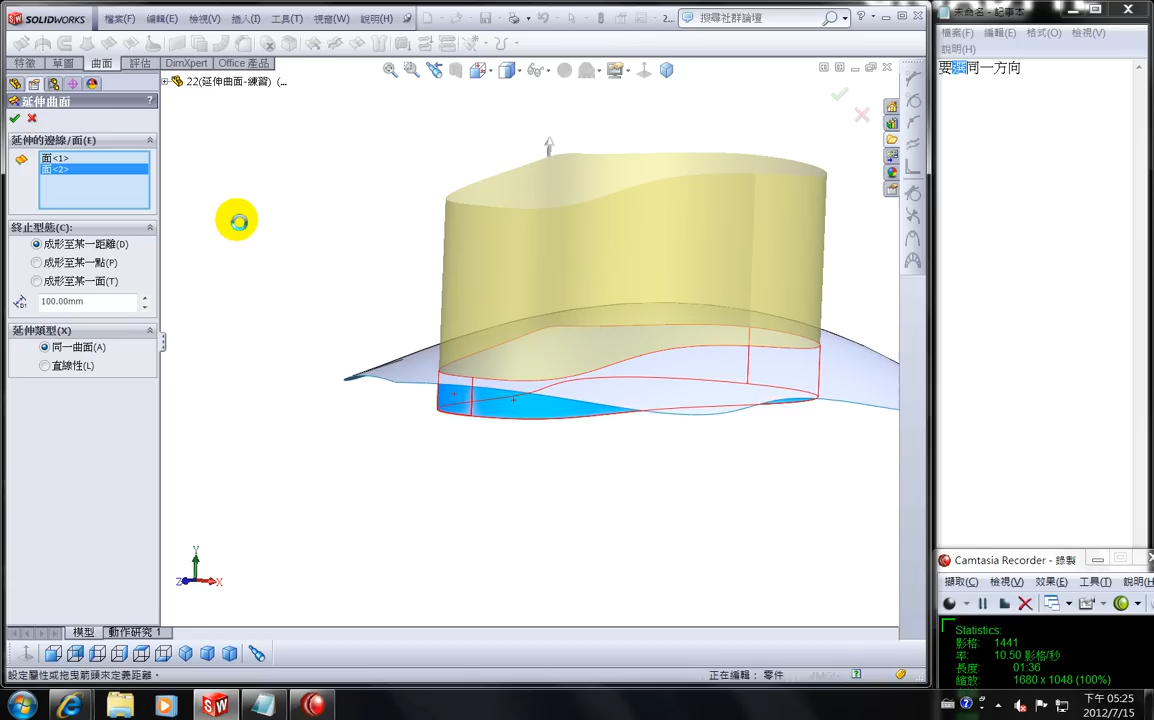 SOLIDWORKS 檔案(F) 編輯(E) 檢視(V) 插入(I) 工具(T) 視窗(W) 說明(H) 2... 搜尋社群論壇
未命名 - 記事本
檔案(F) 編輯(E) 格式(O) 檢視(V)
說明(H)
要選同一方向
特徵 草圖 曲面 評估 DimXpert Office 產品
22(延伸曲面-練習) (...
延伸曲面 ?
延伸的邊線/面(E)
面<1>
面<2>
終止型態(C):
成形至某一距離(D)
成形至某一點(P)
成形至某一面(T)
100.00mm
延伸類型(X)
同一曲面(A)
直線性(L)
Y
Z X
模型 動作研究 1
設定屬性或拖曳箭頭來定義距離。 正在編輯：零件
Camtasia Recorder - 錄製
擷取(C) 檢視(V) 效果(E) 工具(T) 說明(H)
Statistics:
影格: 1441
率: 10.50 影格/秒
長度: 01:36
縮放: 1680 x 1048 (100%)
下午 05:25
2012/7/15